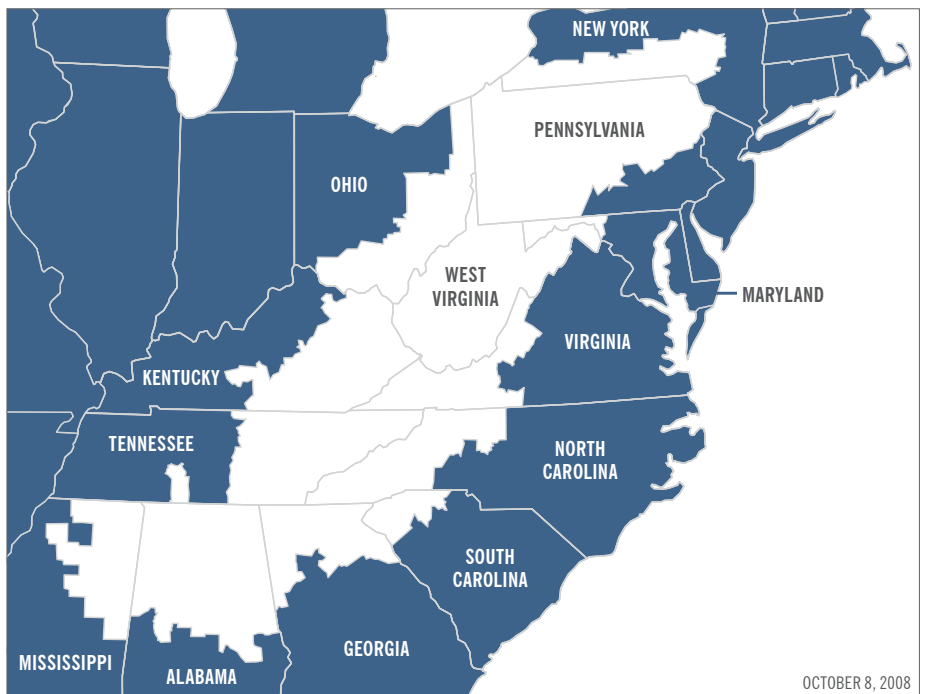 NEW YORK
PENNSYLVANIA
OHIO
WEST
VIRGINIA
MARYLAND
VIRGINIA
KENTUCKY
TENNESSEE
NORTH
CAROLINA
SOUTH
CAROLINA
GEORGIA
MISSISSIPPI
ALABAMA
OCTOBER 8, 2008